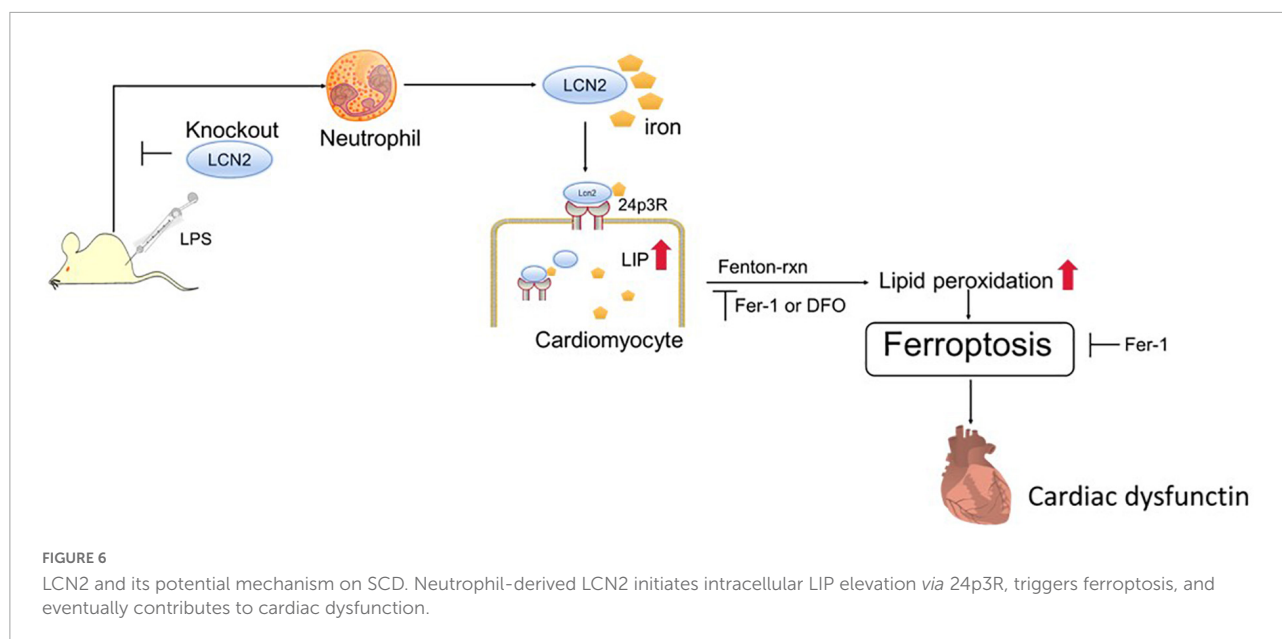 Knockout
LCN2
LPS
Neutrophil
LCN2
iron
Lcn2
24p3R
LIP
Cardiomyocyte
Fenton-rxn
Fer-1 or DFO
Lipid peroxidation
Ferroptosis
Fer-1
Cardiac dysfunctin
FIGURE 6
LCN2 and its potential mechanism on SCD. Neutrophil-derived LCN2 initiates intracellular LIP elevation via 24p3R, triggers ferroptosis, and
eventually contributes to cardiac dysfunction.